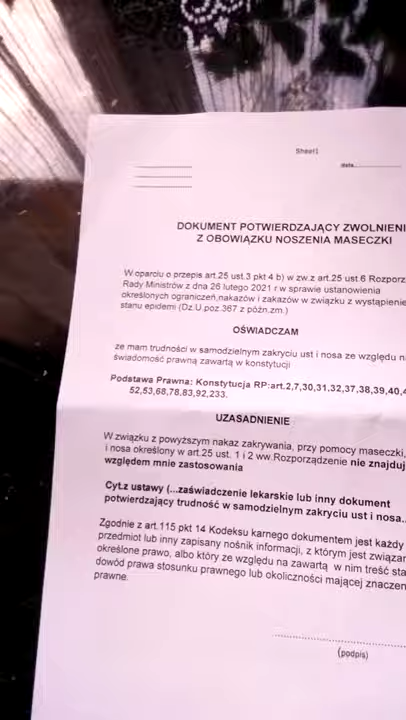 Sheet1
data
DOKUMENT POTWIERDZAJĄCY ZWOLNIENI
Z OBOWIĄZKU NOSZENIA MASECZKI
W oparciu o przepis art.25 ust.3 pkt 4 b) w zw.z art.25 ust.6 Rozporz
Rady Ministrów z dnia 26 lutego 2021 r w sprawie ustanowienia
określonych ograniczeń,nakazów i zakazów w związku z wystąpienie
stanu epidemi (Dz.U.poz.367 z późn,zm.)
OŚWIADCZAM
że mam trudności w samodzielnym zakryciu ust i nosa ze względu n
świadomość prawną zawartą w konstytucji
Podstawa Prawna: Konstytucja RP:art.2,7,30,31,32,37,38,39,40,4
52,53,68,78.83,92,233.
UZASADNIENIE
W związku z powyższym nakaz zakrywania, przy pomocy maseczki,
i nosa określony w art.25 ust. 1 i 2 ww.Rozporządzenie nie znajduj
względem mnie zastosowania
Cyt.z ustawy (...zaświadczenie lekarskie lub inny dokument
potwierdzający trudność w samodzielnym zakryciu ust i nosa..
Zgodnie z art.115 pkt 14 Kodeksu karnego dokumentem jest każdy
przedmiot lub inny zapisany nośnik informacji, z którym jest związan
określone prawo, albo który ze względu na zawartą w nim treść sta
dowód prawa stosunku prawnego lub okoliczności mającej znaczen
prawne.
(podpis)